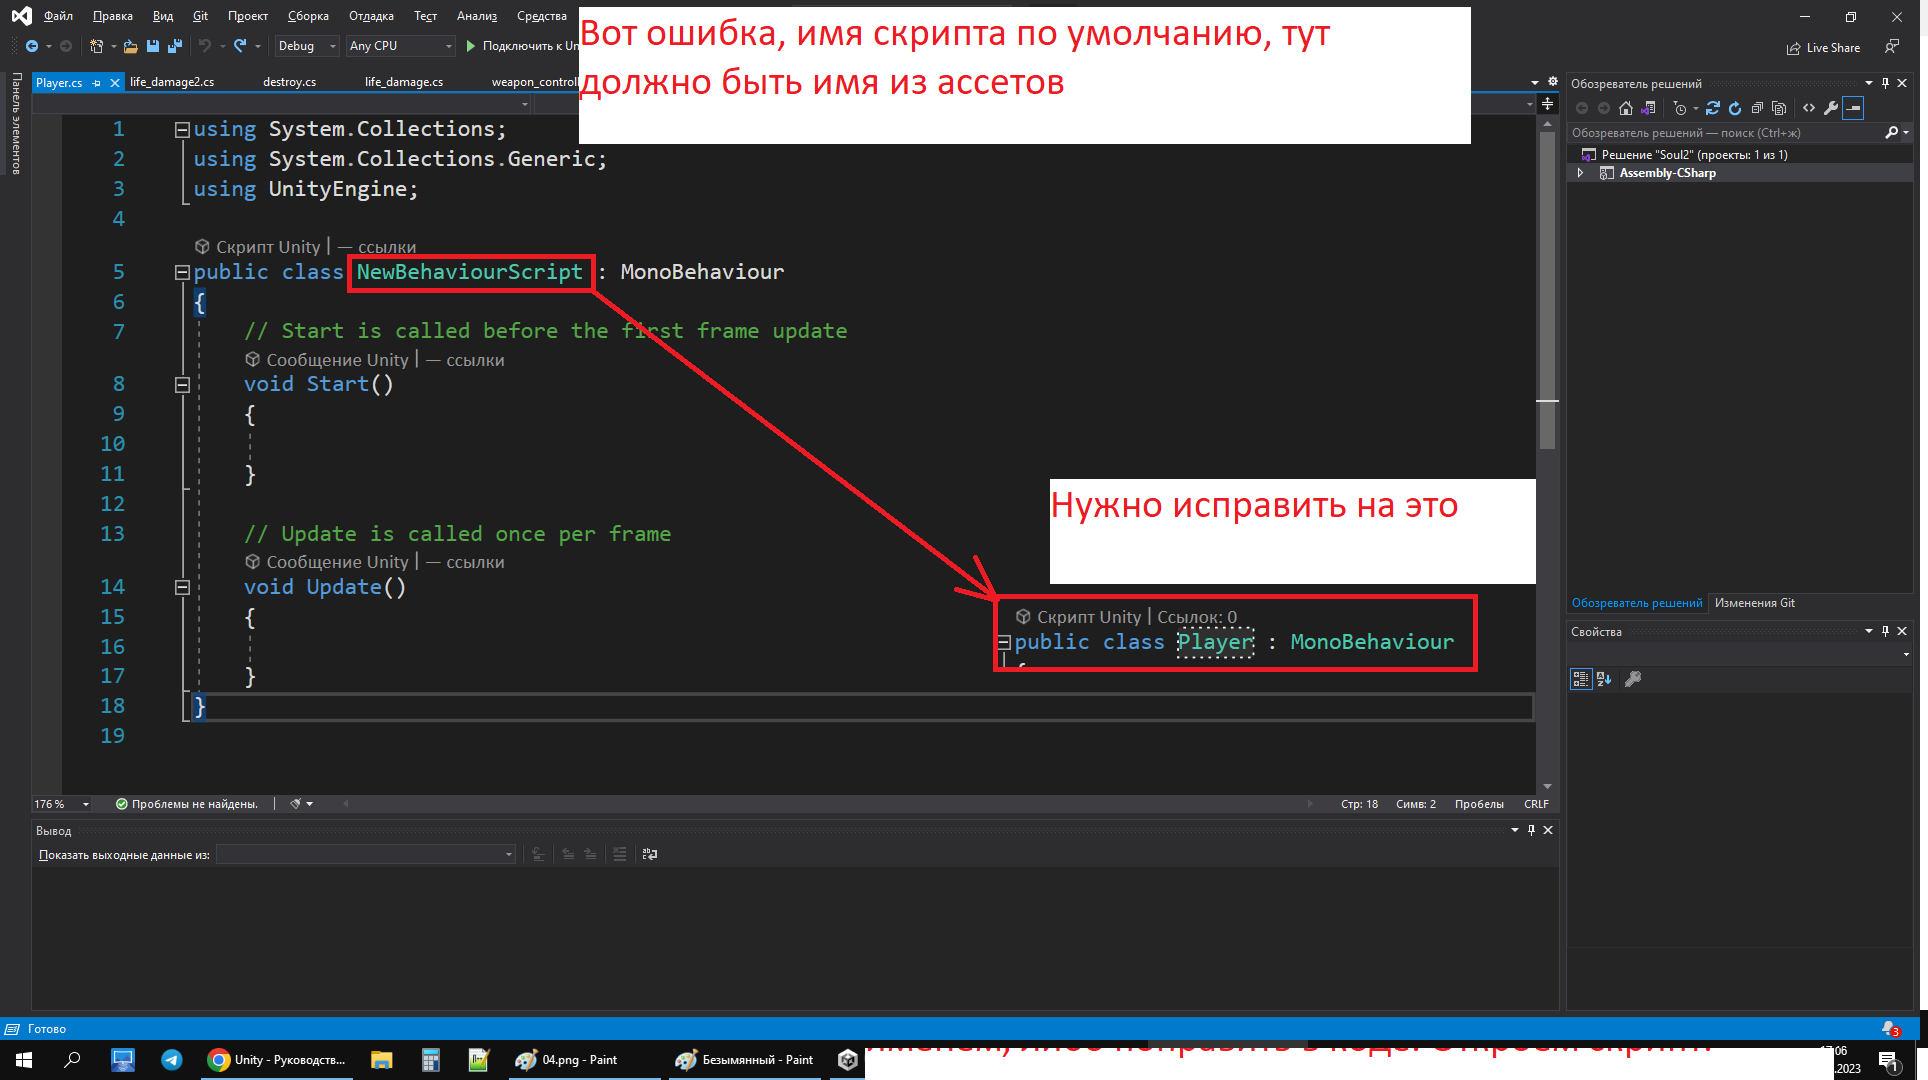 Файл Правка Вид Git Проект Сборка Отладка Тест Анализ Средства
Вот ошибка, имя скрипта по умолчанию, тут
должно быть имя из ассетов
Debug Any CPU Подключить к Un
Live Share
Панель элементов
Player.cs life_damage2.cs destroy.cs life_damage.cs weapon_controll
1 using System.Collections;
2 using System.Collections.Generic;
3 using UnityEngine;
4
Скрипт Unity | — ссылки
5 public class NewBehaviourScript : MonoBehaviour
6 {
7 // Start is called before the first frame update
Сообщение Unity | — ссылки
8 void Start()
9 {
10
11 }
12
13 // Update is called once per frame
Сообщение Unity | — ссылки
14 void Update()
15 {
16
17 }
18 }
19
Нужно исправить на это
Скрипт Unity | Ссылок: 0
public class Player : MonoBehaviour
176 % Проблемы не найдены. Стр: 18 Симв: 2 Пробелы CRLF
Вывод
Показать выходные данные из:
Обозреватель решений
Обозреватель решений — поиск (Ctrl+ж)
Решение "Soul2" (проекты: 1 из 1)
Assembly-CSharp
Обозреватель решений Изменения Git
Свойства
Готово
3
Unity - Руководств... 04.png - Paint Безымянный - Paint
именем, либо поправить в коде. Откроем скрипт.
17:06
.2023
1